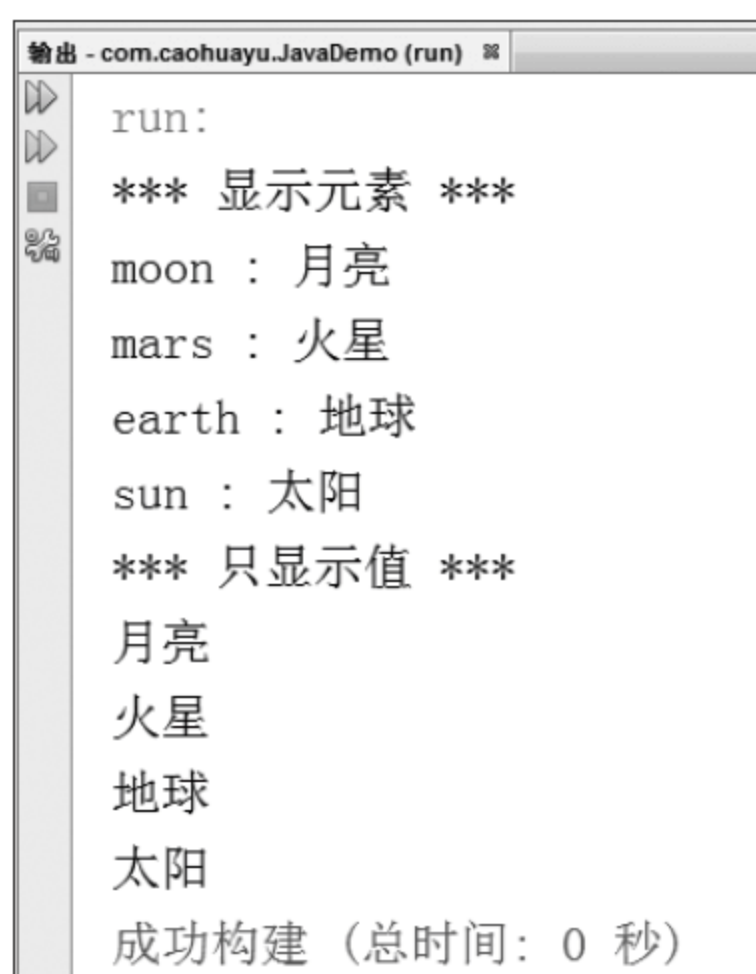 输出 - com.caohuayu.JavaDemo (run)
run:
*** 显示元素 ***
moon : 月亮
mars : 火星
earth : 地球
sun : 太阳
*** 只显示值 ***
月亮
火星
地球
太阳
成功构建 (总时间: 0 秒)